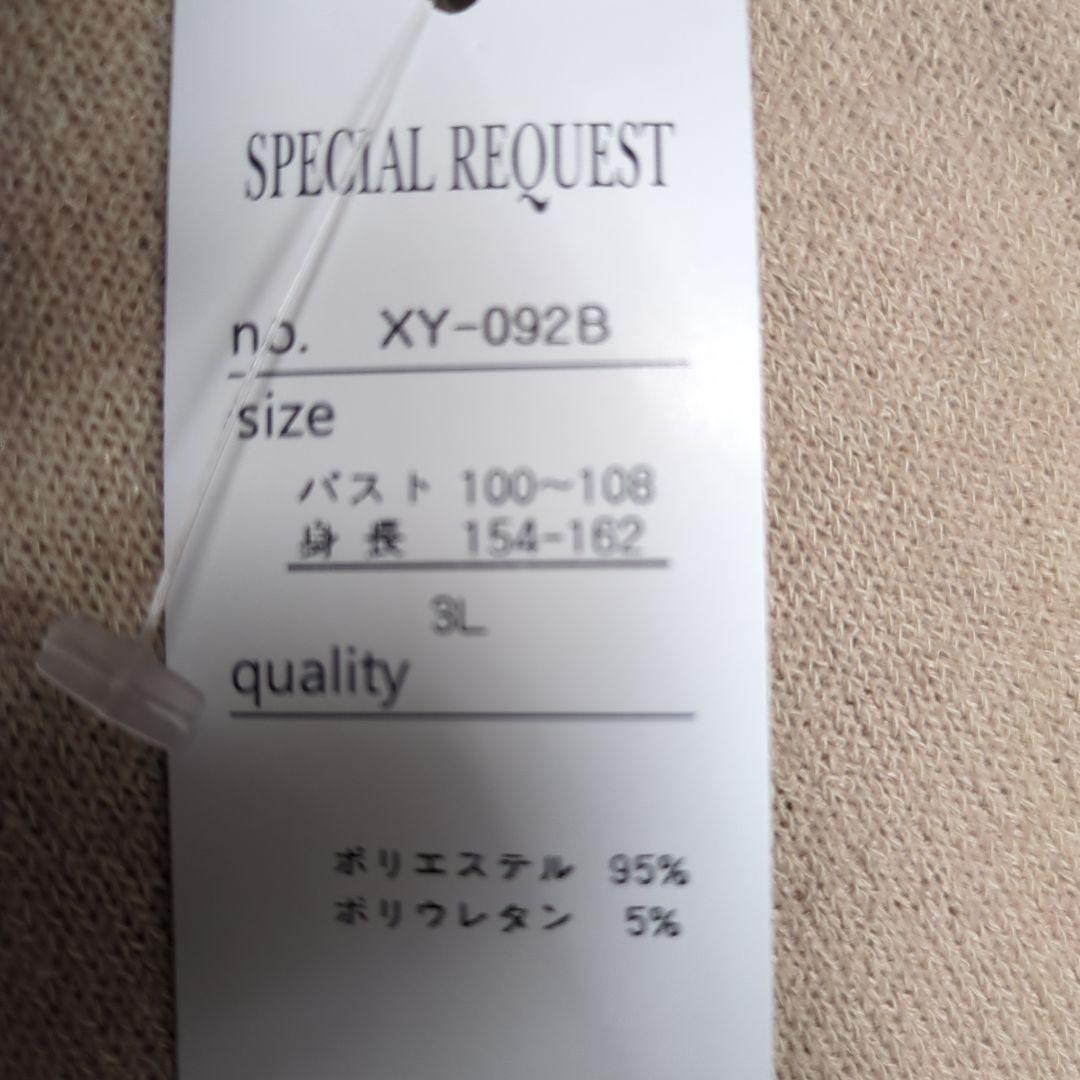 SPECIAL REQUEST
no. XY-092B
size
バスト 100～108
身長 154-162
3L
quality
ポリエステル 95%
ポリウレタン 5%